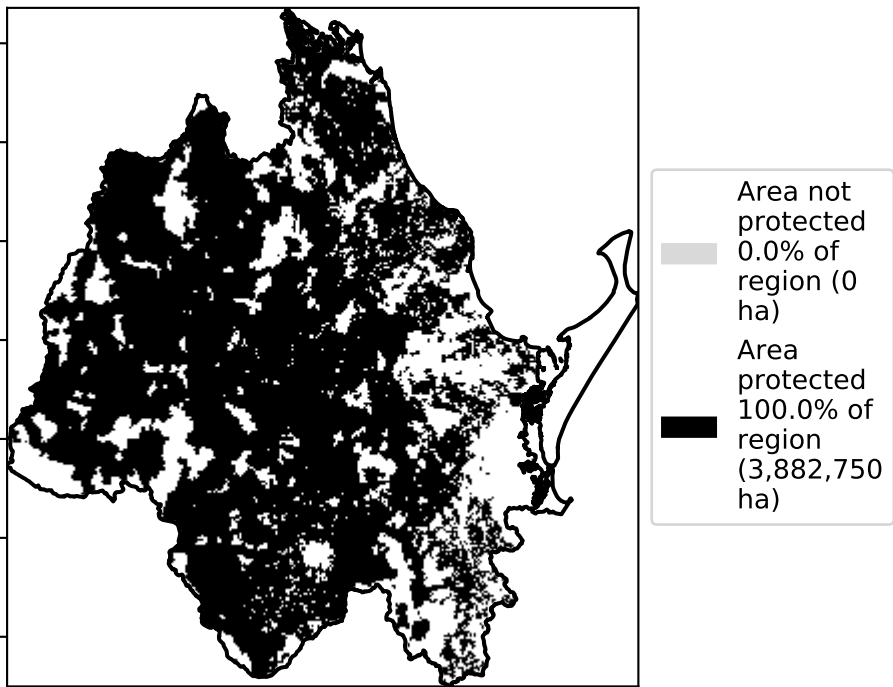 Area not
protected
0.0% of
region (0
ha)
Area
protected
100.0% of
region
(3,882,750
ha)